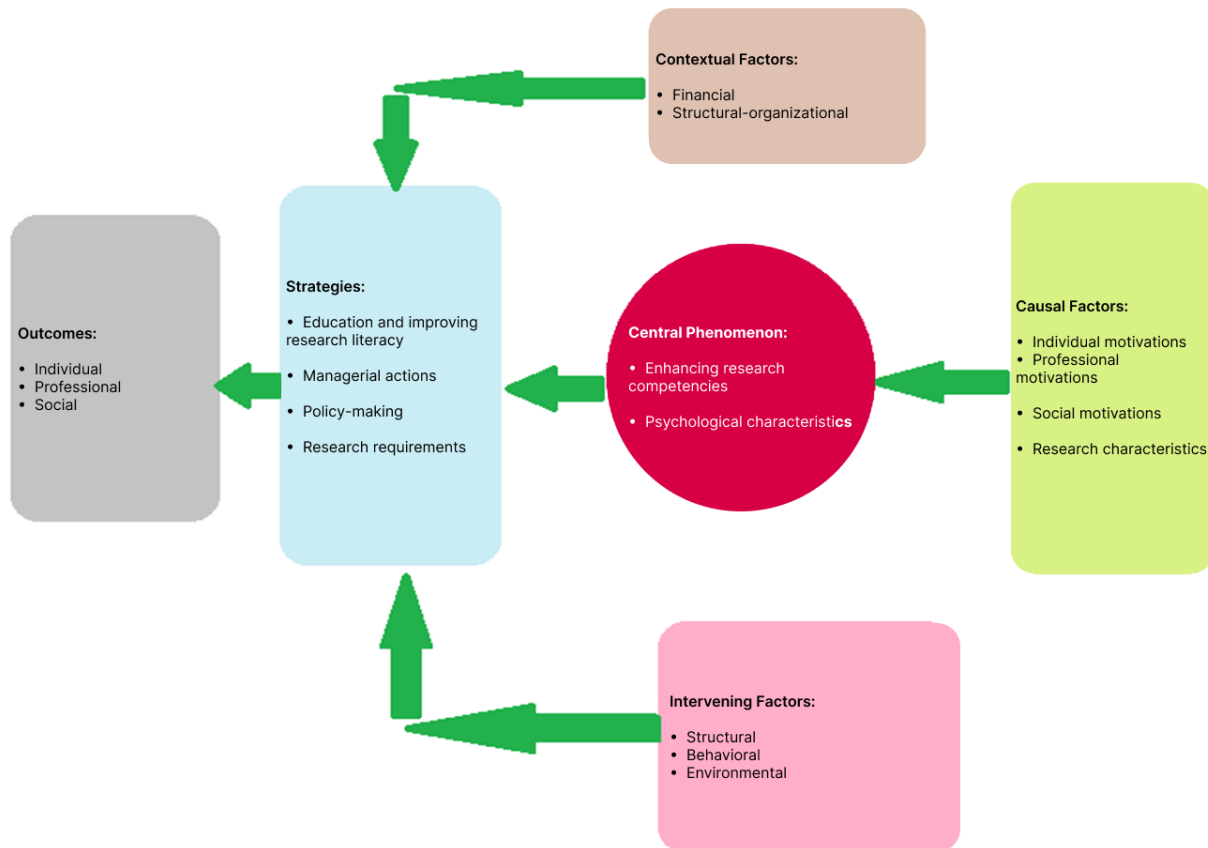 Contextual Factors:
• Financial
• Structural-organizational
Outcomes:
• Individual
• Professional
• Social
Strategies:
• Education and improving
research literacy
• Managerial actions
• Policy-making
• Research requirements
Central Phenomenon:
• Enhancing research
competencies
• Psychological characteristics
Causal Factors:
• Individual motivations
• Professional
motivations
• Social motivations
• Research characteristics
Intervening Factors:
• Structural
• Behavioral
• Environmental